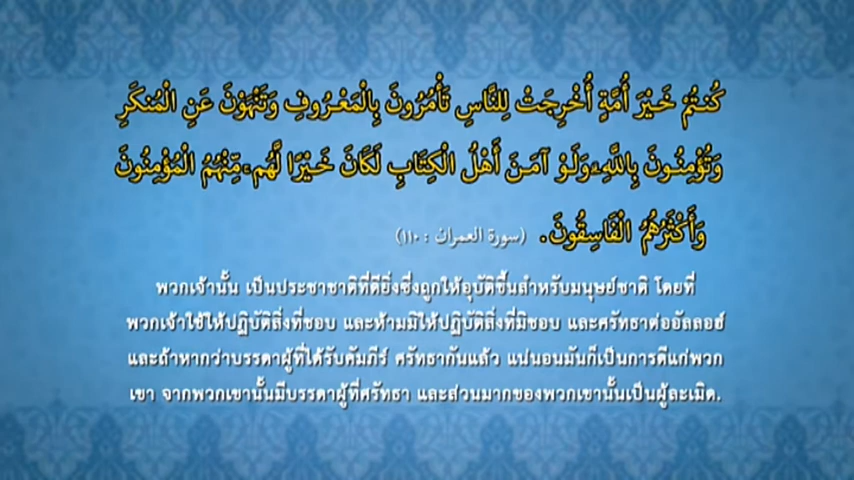 كُنتُمْ خَيْرَ أُمَّةٍ أُخْرِجَتْ لِلنَّاسِ تَأْمُرُونَ بِالْمَعْرُوفِ وَتَنْهَوْنَ عَنِ الْمُنكَرِ
وَتُؤْمِنُونَ بِاللَّهِ ۗ وَلَوْ آمَنَ أَهْلُ الْكِتَابِ لَكَانَ خَيْرًا لَّهُم ۚ مِّنْهُمُ الْمُؤْمِنُونَ
وَأَكْثَرُهُمُ الْفَاسِقُونَ. (سورة العمران : ١١٠)
พวกเจ้านั้น เป็นประชาชาติที่ดียิ่งซึ่งถูกให้อุบัติขึ้นสำหรับมนุษย์ชาติ โดยที่
พวกเจ้าใช้ให้ปฏิบัติสิ่งที่ชอบ และห้ามมิให้ปฏิบัติสิ่งที่มิชอบ และศรัทธาต่ออัลลอฮ์
และถ้าหากว่าบรรดาผู้ที่ได้รับคัมภีร์ ศรัทธากันแล้ว แน่นอนมันก็เป็นการดีแก่พวก
เขา จากพวกเขานั้นมีบรรดาผู้ที่ศรัทธา และส่วนมากของพวกเขานั้นเป็นผู้ละเมิด.